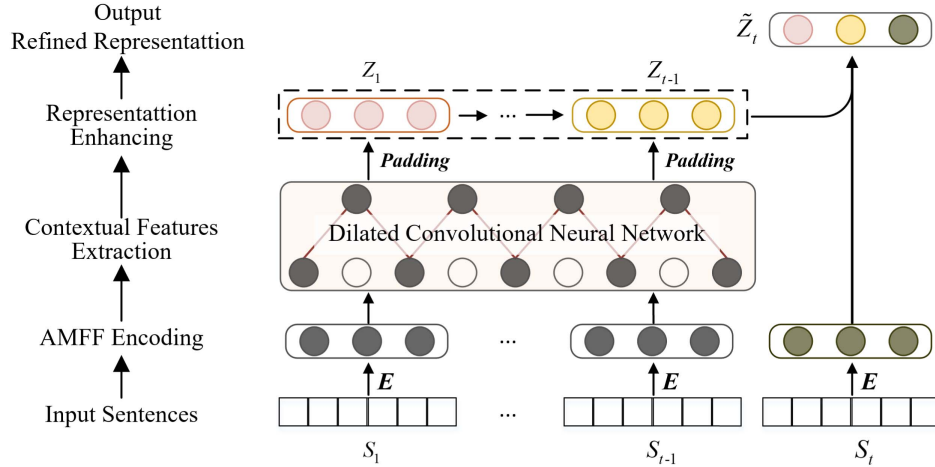 Output
Refined Representattion
Representattion
Enhancing
Contextual Features
Extraction
AMFF Encoding
Input Sentences
Z1
Zt-1
Z̃t
...
Padding
Padding
Dilated Convolutional Neural Network
...
E
E
E
...
S1
St-1
St